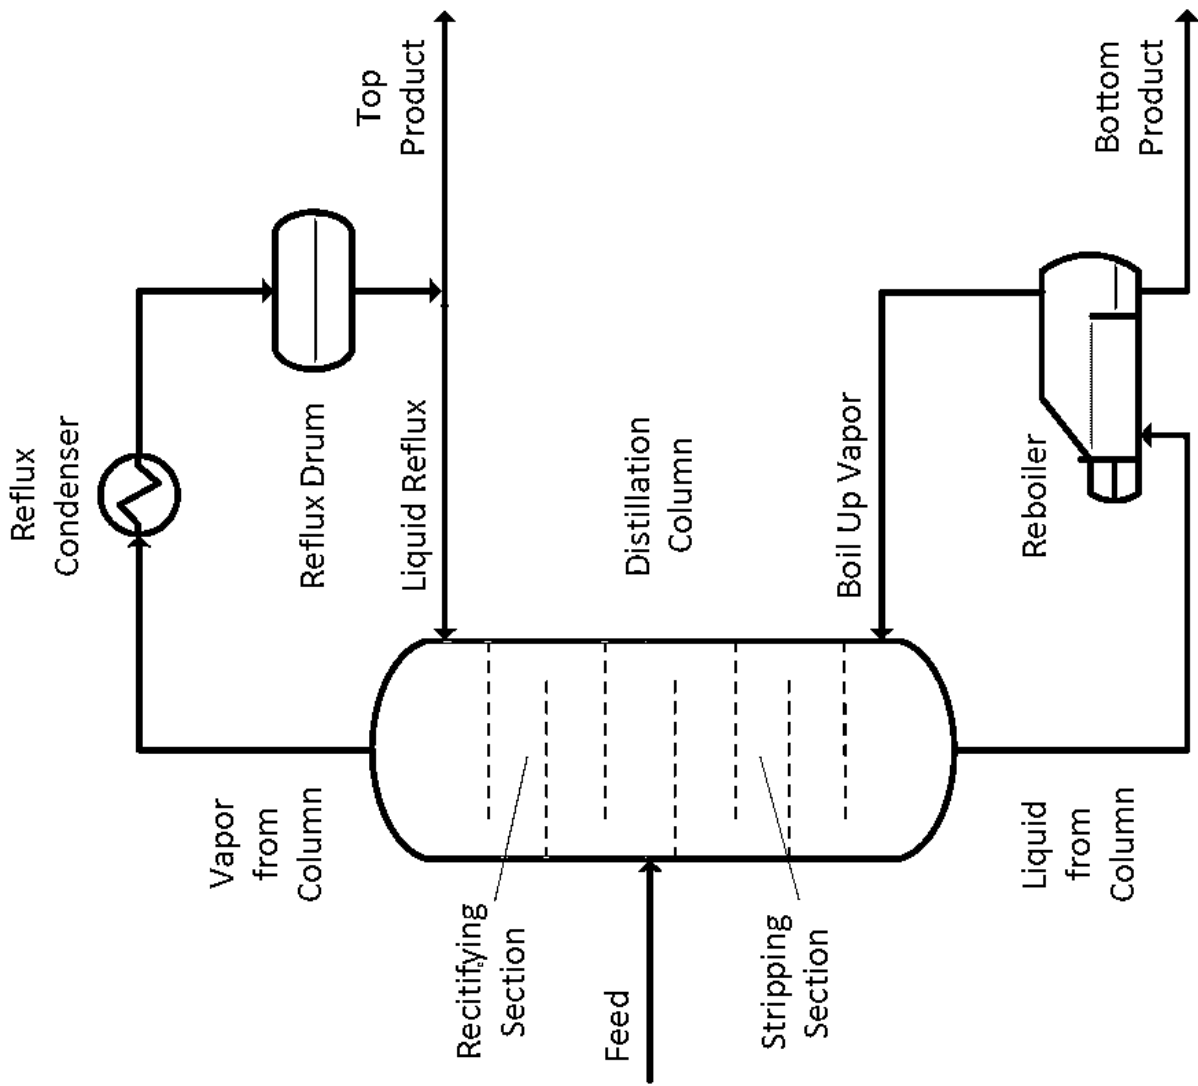 Reflux
Condenser
Vapor
from
Column
Reflux Drum
Top
Product
Liquid Reflux
Recitifying
Section
Feed
Distillation
Column
Stripping
Section
Boil Up Vapor
Reboiler
Liquid
from
Column
Bottom
Product